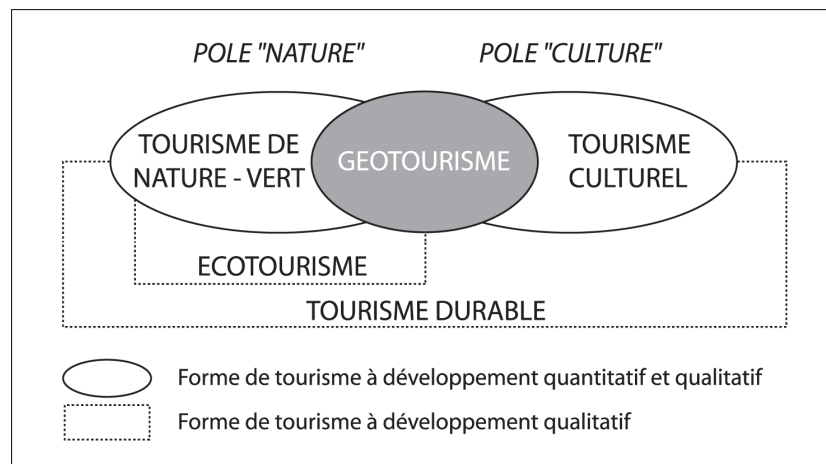 POLE "NATURE" POLE "CULTURE"
TOURISME DE
NATURE - VERT
GEOTOURISME
TOURISME
CULTUREL
ECOTOURISME
TOURISME DURABLE
Forme de tourisme à développement quantitatif et qualitatif
Forme de tourisme à développement qualitatif